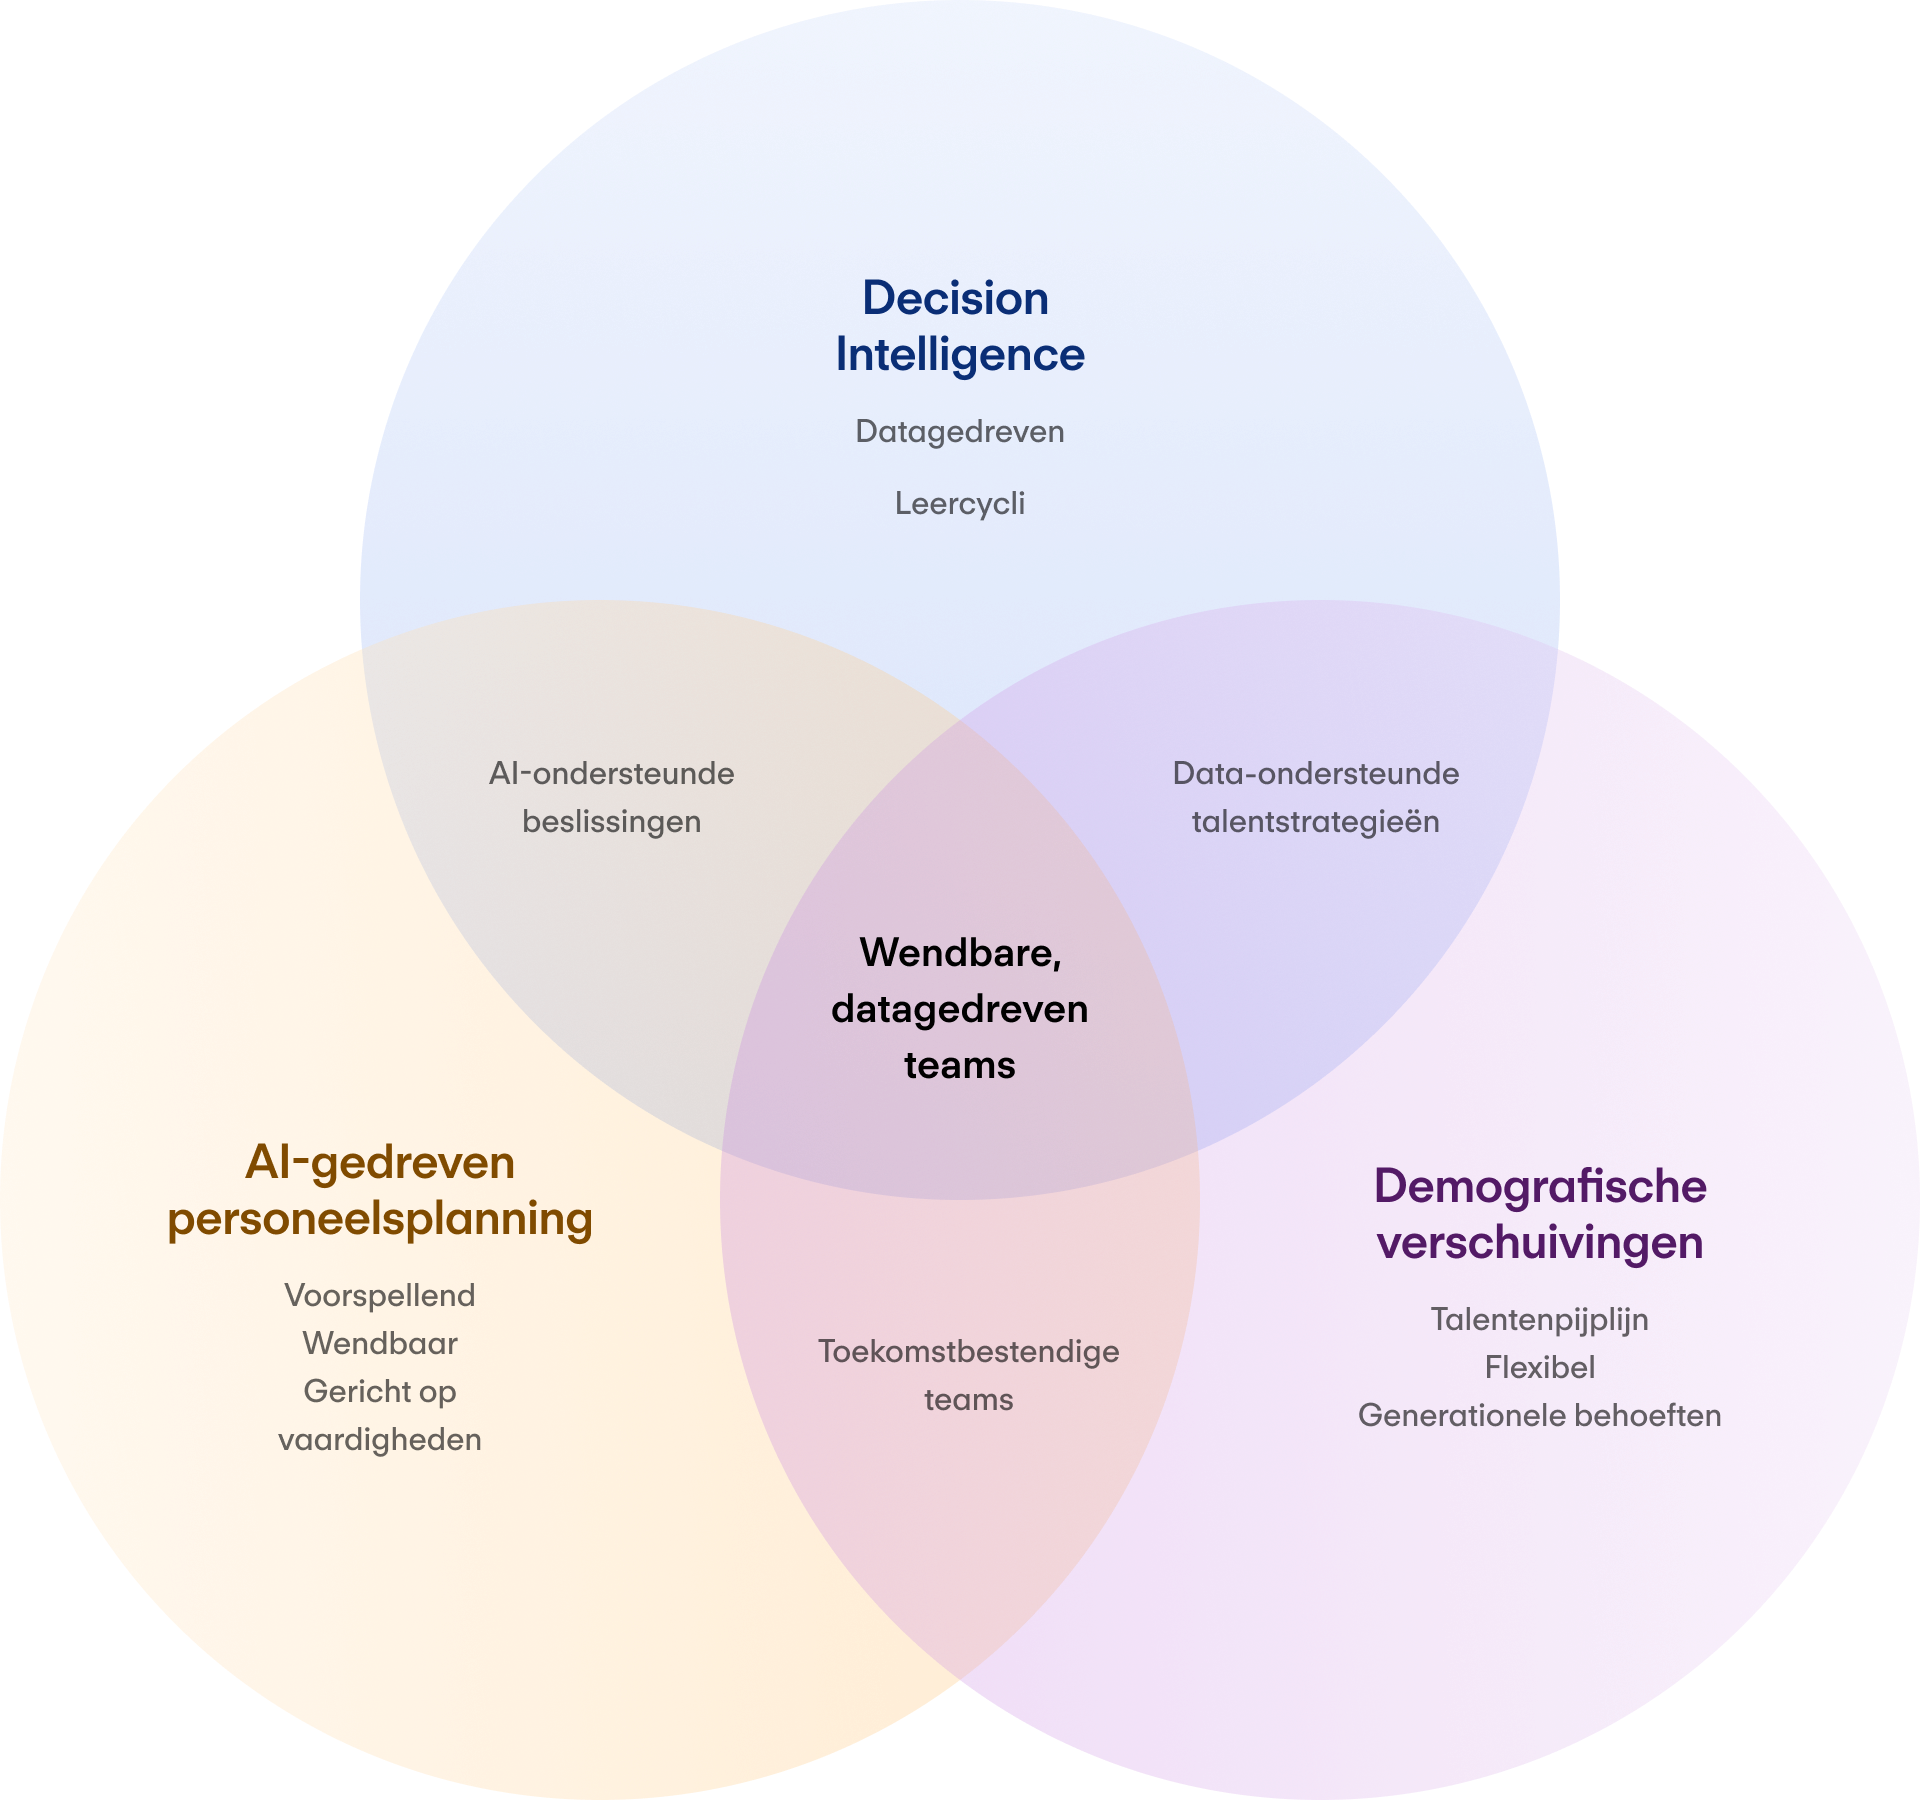 Decision
Intelligence
Datagedreven
Leercycli
AI-ondersteunde
beslissingen
Data-ondersteunde
talentstrategieën
Wendbare,
datagedreven
teams
AI-gedreven
personeelsplanning
Voorspellend
Wendbaar
Gericht op
vaardigheden
Toekomstbestendige
teams
Demografische
verschuivingen
Talentenpijplijn
Flexibel
Generationele behoeften